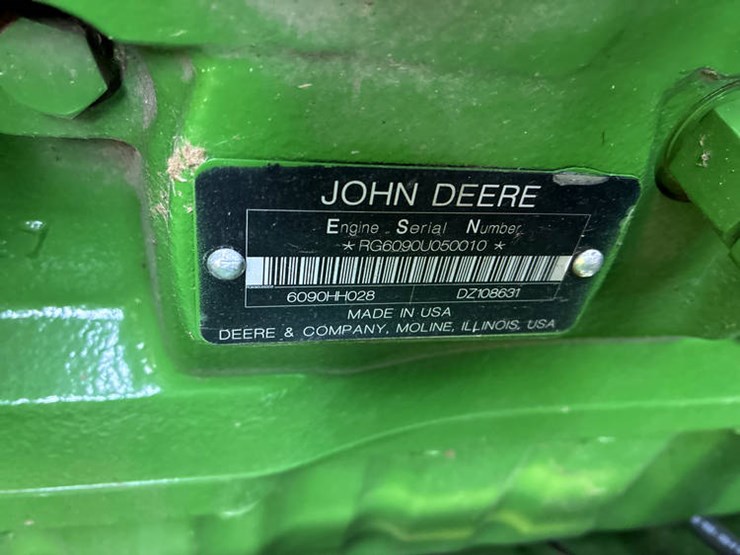 JOHN DEERE
Engine Serial Number
* RG6090U050010 *
6090HH028 DZ108631
MADE IN USA
DEERE & COMPANY, MOLINE, ILLINOIS, USA